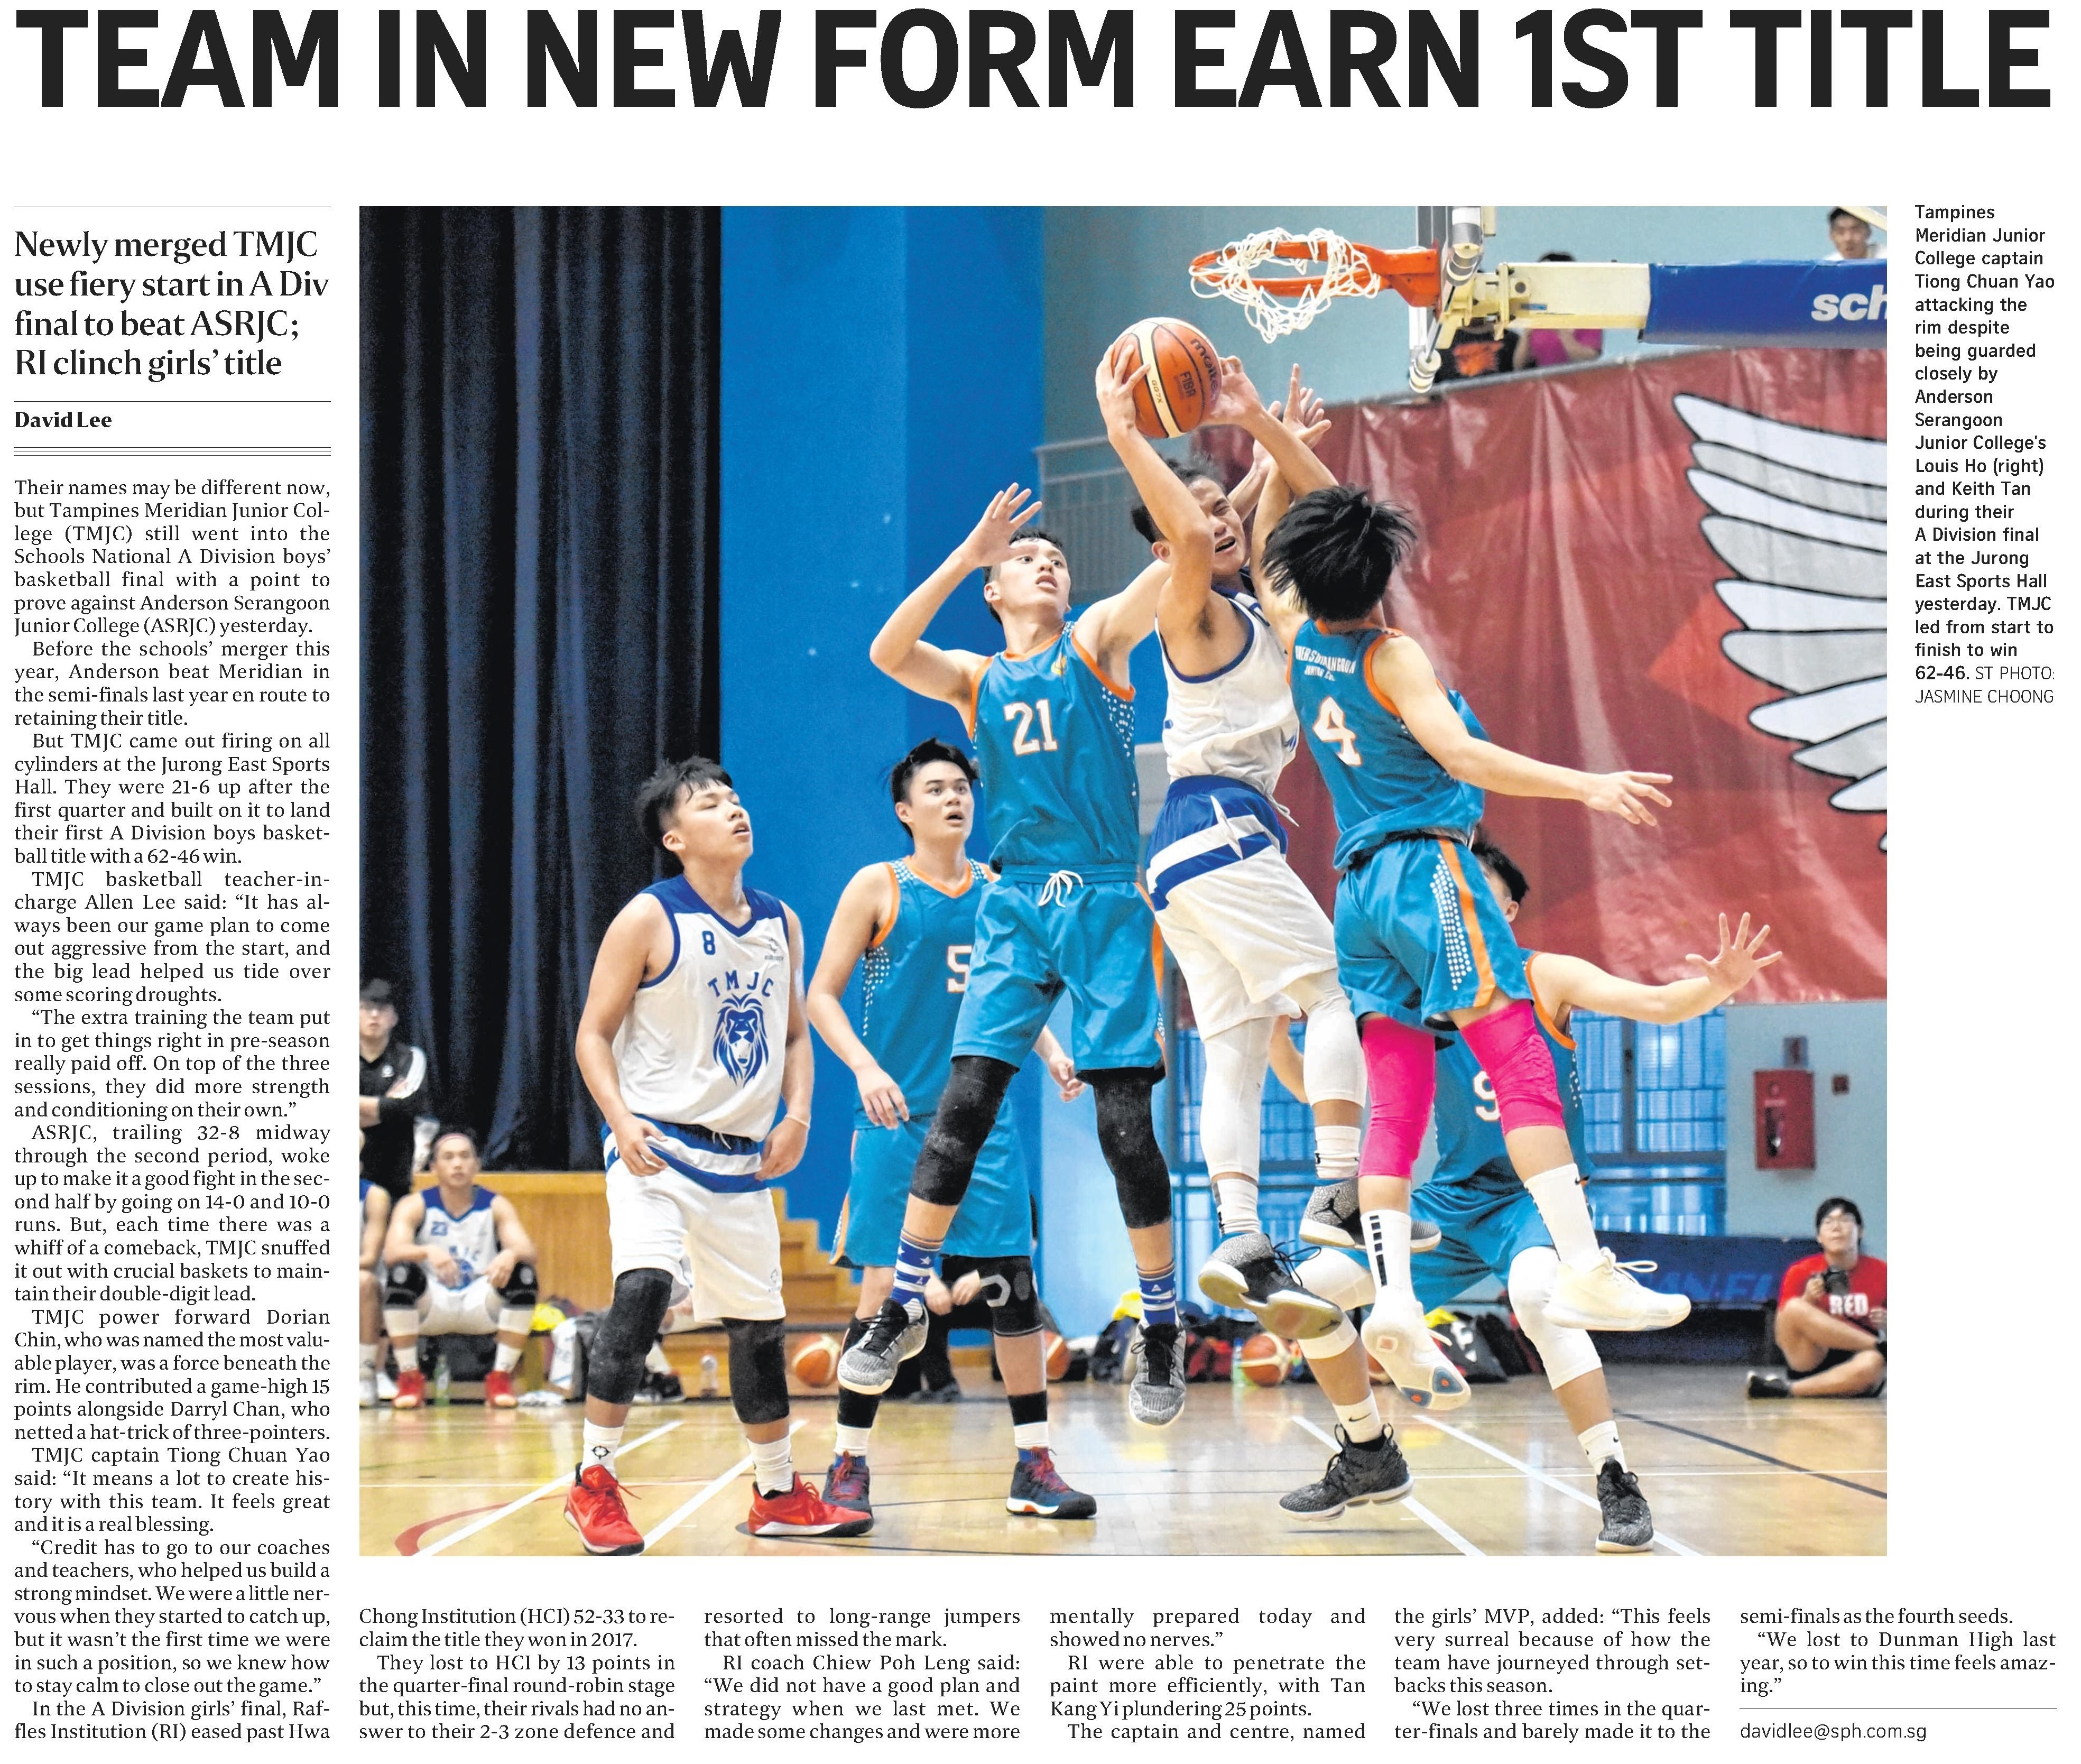 TEAM IN NEW FORM EARN 1ST TITLE
Newly merged TMJC
use fiery start in A Div
final to beat ASRJC;
RI clinch girls’ title
David Lee
Their names may be different now,
but Tampines Meridian Junior Col-
lege (TMJC) still went into the
Schools National A Division boys’
basketball final with a point to
prove against Anderson Serangoon
Junior College (ASRJC) yesterday.
Before the schools’ merger this
year, Anderson beat Meridian in
the semi-finals last year en route to
retaining their title.
But TMJC came out firing on all
cylinders at the Jurong East Sports
Hall. They were 21-6 up after the
first quarter and built on it to land
their first A Division boys basket-
ball title with a 62-46 win.
TMJC basketball teacher-in-
charge Allen Lee said: “It has al-
ways been our game plan to come
out aggressive from the start, and
the big lead helped us tide over
some scoring droughts.
“The extra training the team put
in to get things right in pre-season
really paid off. On top of the three
sessions, they did more strength
and conditioning on their own.”
ASRJC, trailing 32-8 midway
through the second period, woke
up to make it a good fight in the sec-
ond half by going on 14-0 and 10-0
runs. But, each time there was a
whiff of a comeback, TMJC snuffed
it out with crucial baskets to main-
tain their double-digit lead.
TMJC power forward Dorian
Chin, who was named the most valu-
able player, was a force beneath the
rim. He contributed a game-high 15
points alongside Darryl Chan, who
netted a hat-trick of three-pointers.
TMJC captain Tiong Chuan Yao
said: “It means a lot to create his-
tory with this team. It feels great
and it is a real blessing.
“Credit has to go to our coaches
and teachers, who helped us build a
strong mindset. We were a little ner-
vous when they started to catch up,
but it wasn’t the first time we were
in such a position, so we knew how
to stay calm to close out the game.”
In the A Division girls’ final, Raf-
fles Institution (RI) eased past Hwa
Chong Institution (HCI) 52-33 to re-
claim the title they won in 2017.
They lost to HCI by 13 points in
the quarter-final round-robin stage
but, this time, their rivals had no an-
swer to their 2-3 zone defence and
resorted to long-range jumpers
that often missed the mark.
RI coach Chiew Poh Leng said:
“We did not have a good plan and
strategy when we last met. We
made some changes and were more
mentally prepared today and
showed no nerves.”
RI were able to penetrate the
paint more efficiently, with Tan
Kang Yi plundering 25 points.
The captain and centre, named
the girls’ MVP, added: “This feels
very surreal because of how the
team have journeyed through set-
backs this season.
“We lost three times in the quar-
ter-finals and barely made it to the
semi-finals as the fourth seeds.
“We lost to Dunman High last
year, so to win this time feels amaz-
ing.”
davidlee@sph.com.sg
Tampines
Meridian Junior
College captain
Tiong Chuan Yao
attacking the
rim despite
being guarded
closely by
Anderson
Serangoon
Junior College’s
Louis Ho (right)
and Keith Tan
during their
A Division final
at the Jurong
East Sports Hall
yesterday. TMJC
led from start to
finish to win
62-46. ST PHOTO:
JASMINE CHOONG
sch
molten
FIBA
21
4
8
TMJC
5
9
23
TMJC
RED